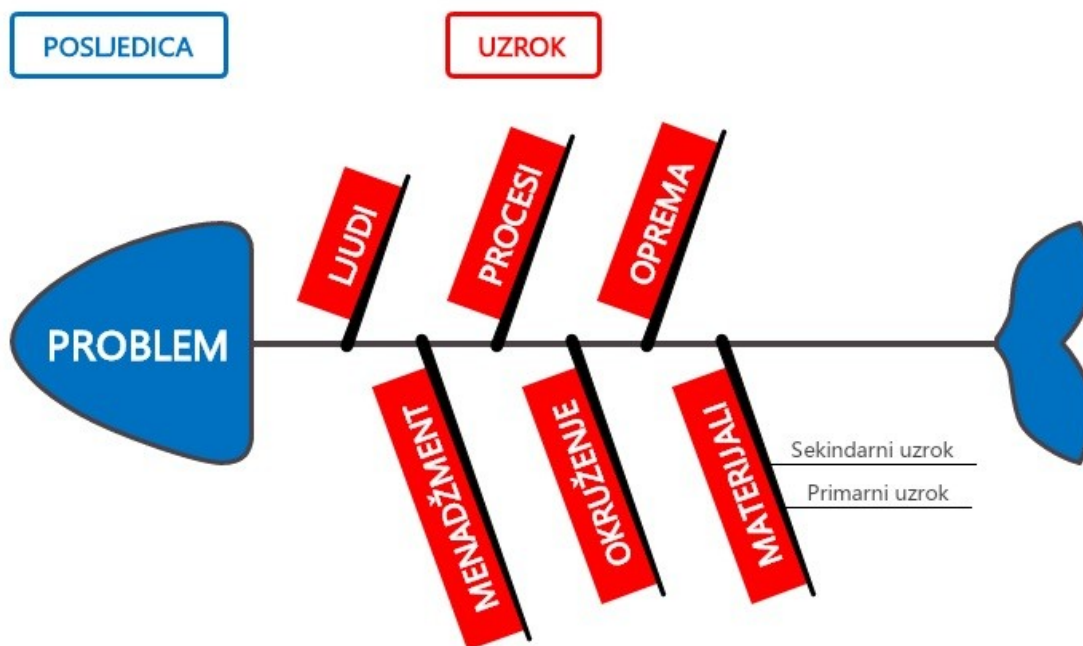 POSLJEDICA
UZROK
LJUDI
PROCESI
OPREMA
PROBLEM
MENADŽMENT
OKRUŽENJE
MATERIJALI
Sekindarni uzrok
Primarni uzrok